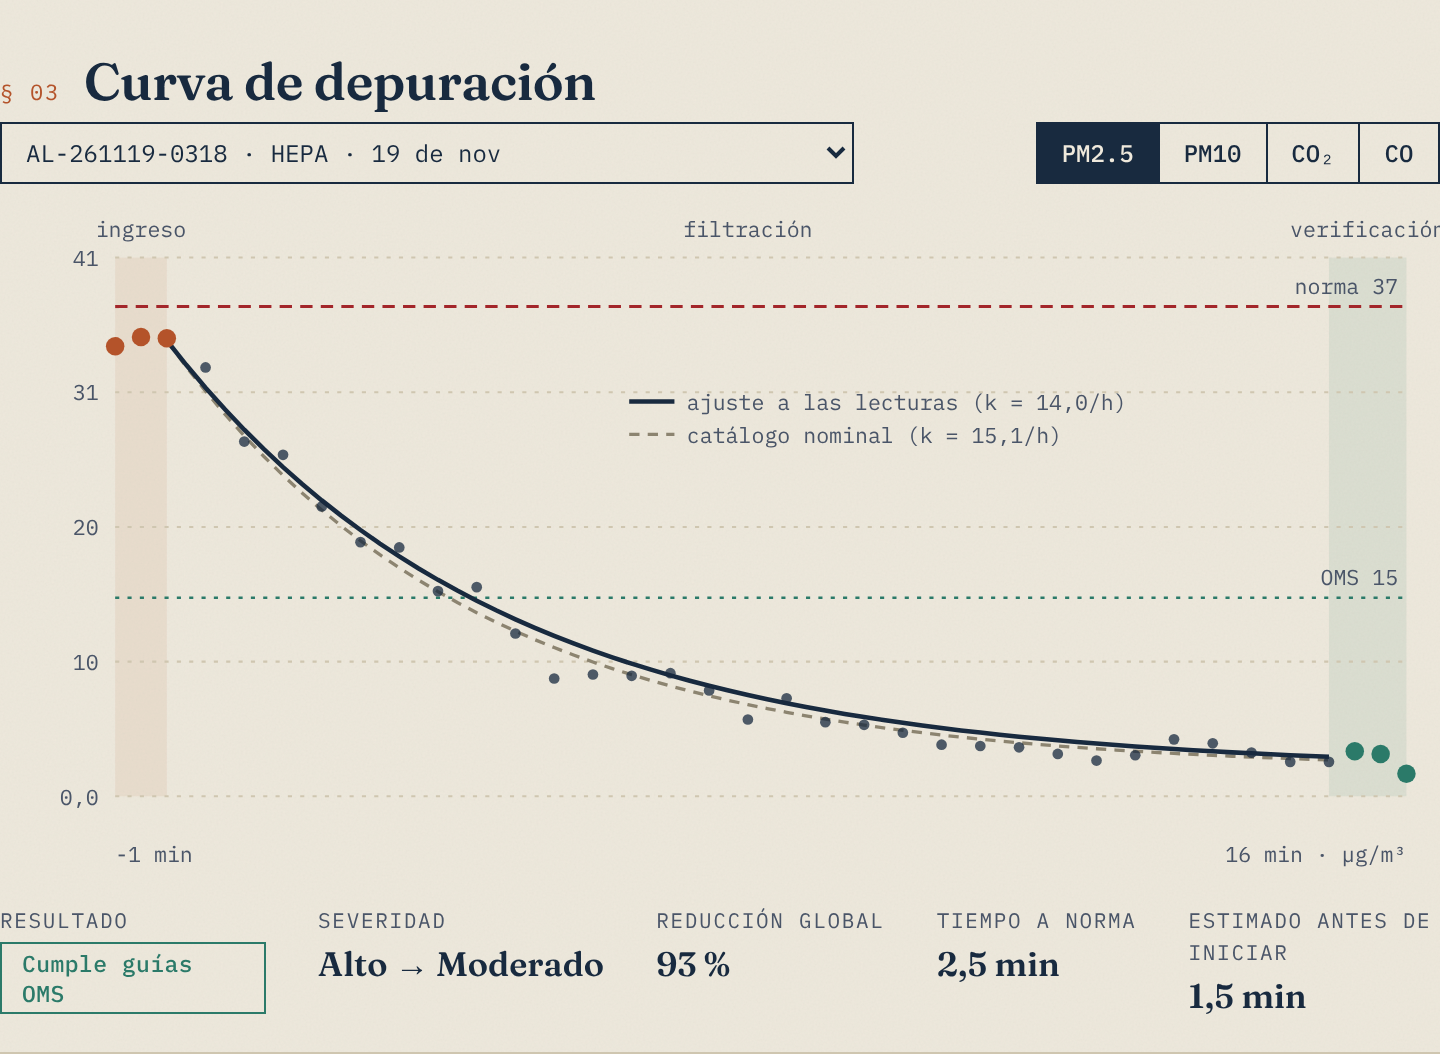 § 03 Curva de depuración
AL-261119-0318 · HEPA · 19 de nov
PM2.5 PM10 CO₂ CO
ingreso filtración verificación
41
norma 37
31
ajuste a las lecturas (k = 14,0/h)
catálogo nominal (k = 15,1/h)
20
OMS 15
10
0,0
-1 min 16 min · µg/m³
RESULTADO
Cumple guías
OMS
SEVERIDAD
Alto → Moderado
REDUCCIÓN GLOBAL
93 %
TIEMPO A NORMA
2,5 min
ESTIMADO ANTES DE
INICIAR
1,5 min